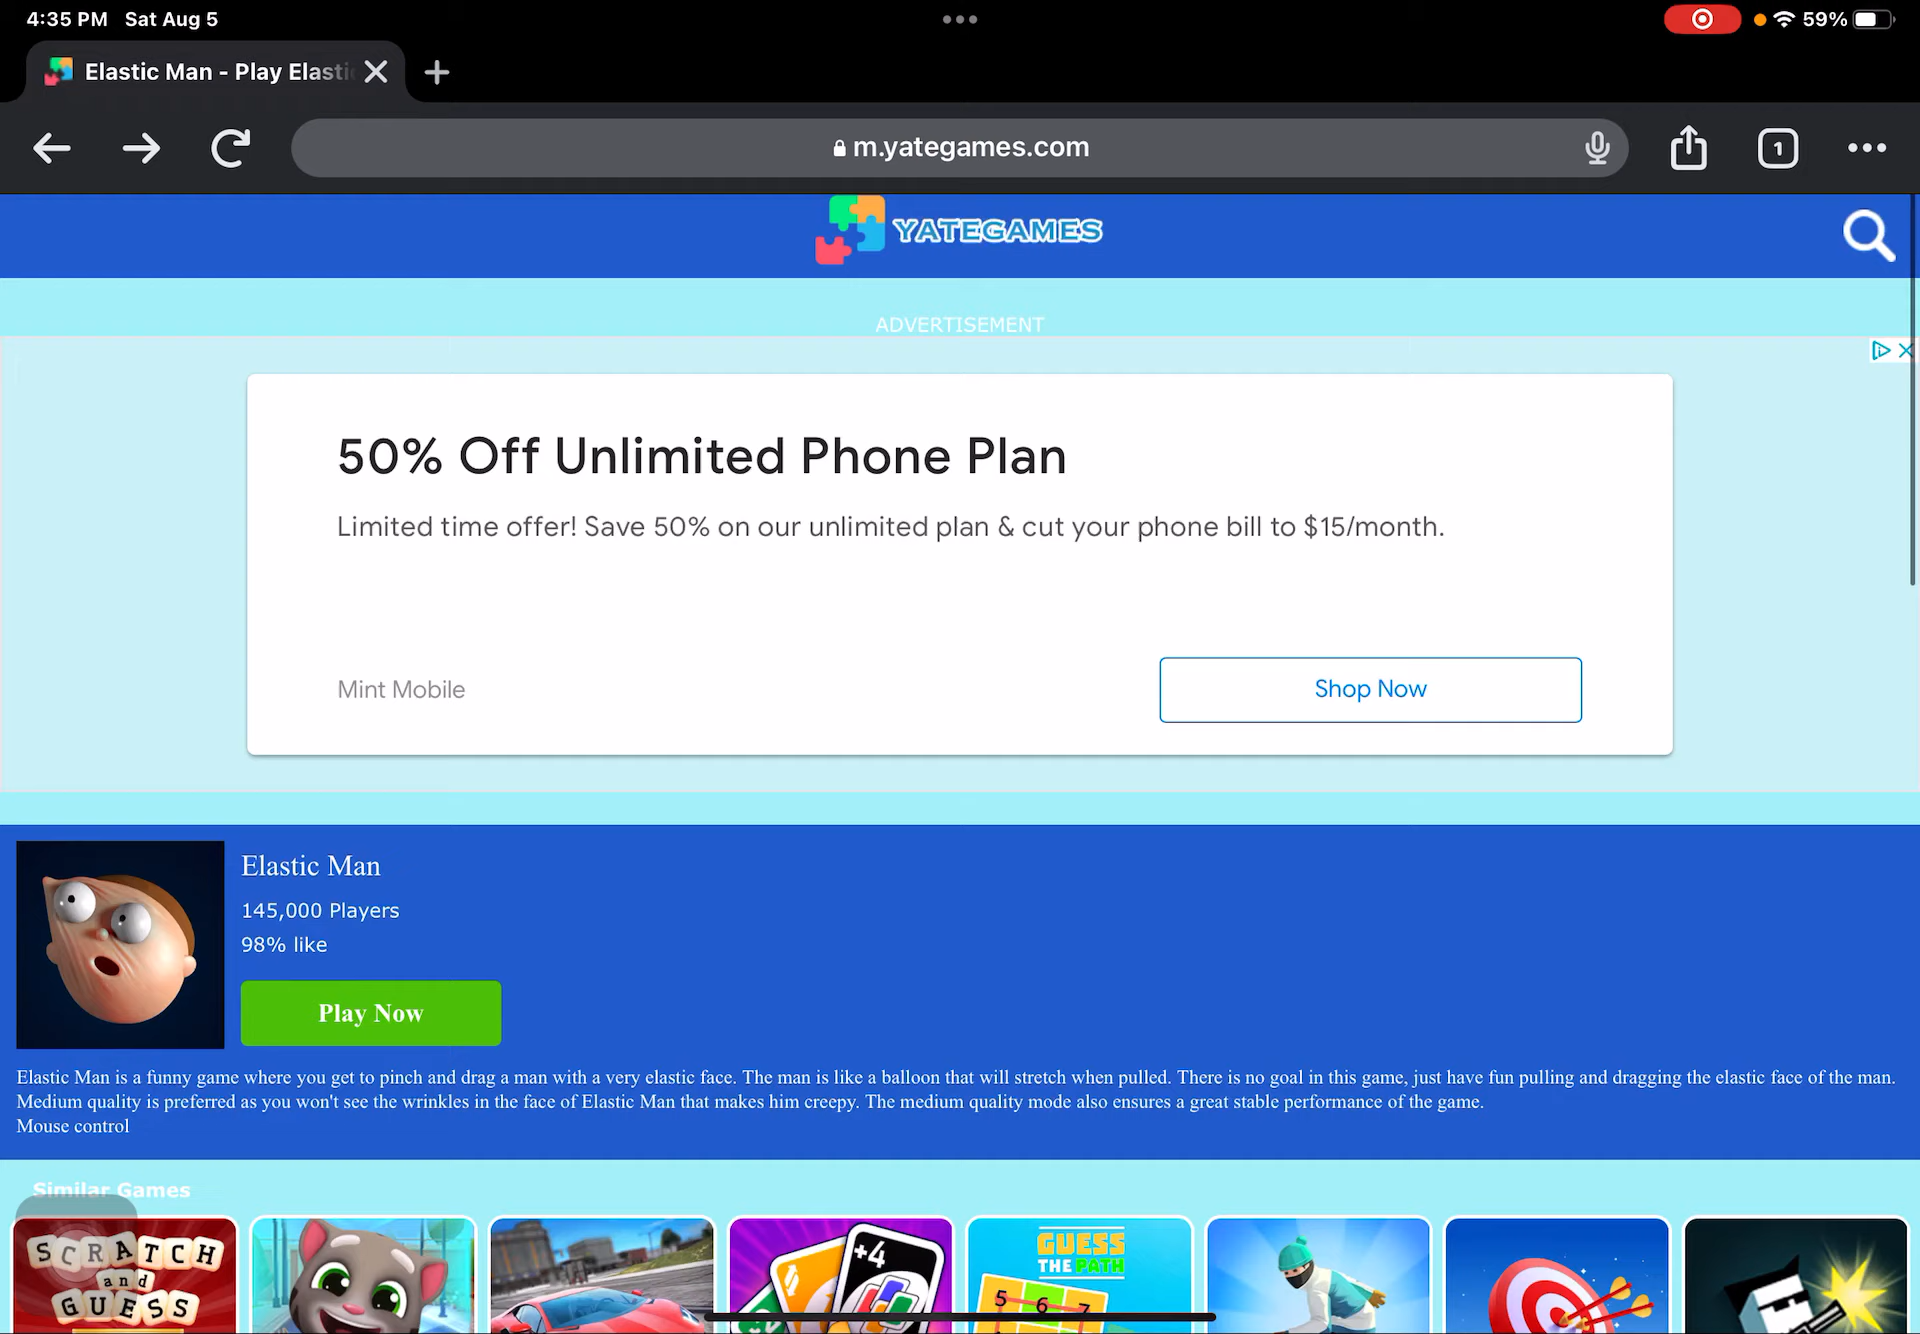 4:35 PM Sat Aug 5
59%
Elastic Man - Play Elasti
m.yategames.com
1
YATEGAMES
ADVERTISEMENT
50% Off Unlimited Phone Plan
Limited time offer! Save 50% on our unlimited plan & cut your phone bill to $15/month.
Mint Mobile
Shop Now
Elastic Man
145,000 Players
98% like
Play Now
Elastic Man is a funny game where you get to pinch and drag a man with a very elastic face. The man is like a balloon that will stretch when pulled. There is no goal in this game, just have fun pulling and dragging the elastic face of the man.
Medium quality is preferred as you won't see the wrinkles in the face of Elastic Man that makes him creepy. The medium quality mode also ensures a great stable performance of the game.
Mouse control
Similar Games
SCRATCH
and
GUESS
+4
GUESS
THE PATH
5 6 7